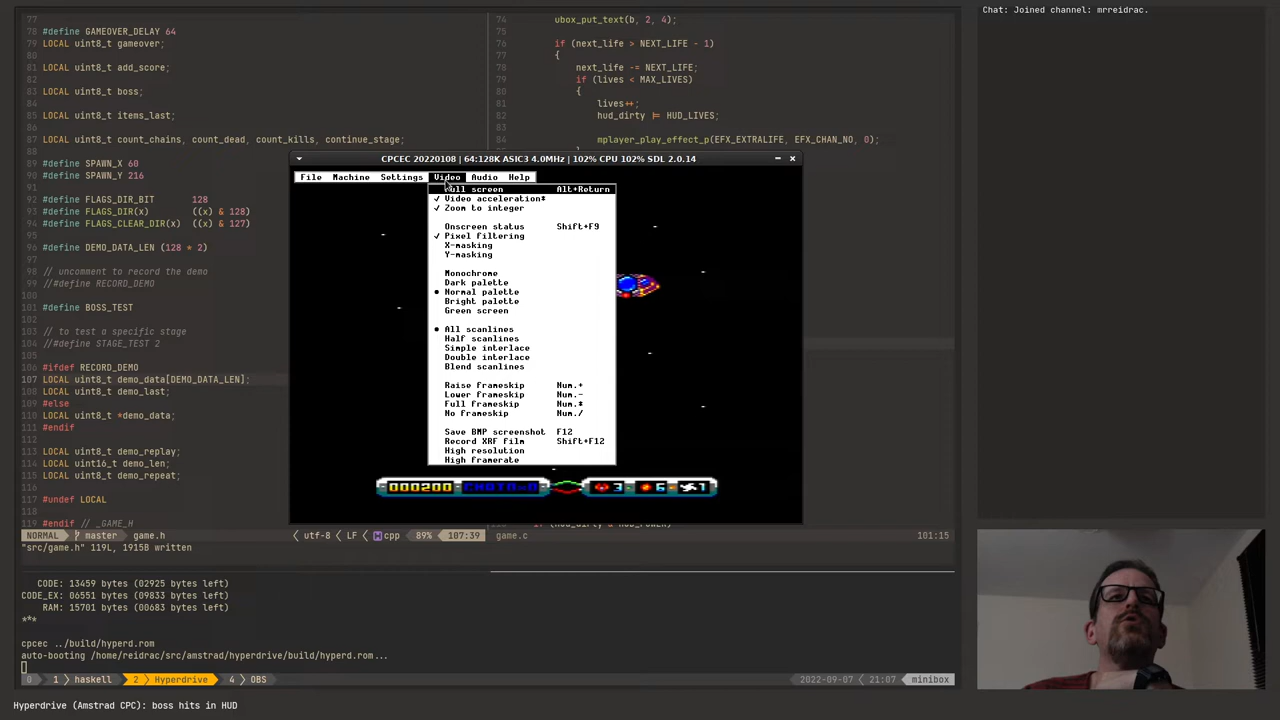 Chat: Joined channel: mrreidrac.
77
78 #define GAMEOVER_DELAY 64
79 LOCAL uint8_t gameover;
80
81 LOCAL uint8_t add_score;
82
83 LOCAL uint8_t boss;
84
85 LOCAL uint8_t items_last;
86
87 LOCAL uint8_t count_chains, count_dead, count_kills, continue_stage;
88
89 #define SPAWN_X 60
90 #define SPAWN_Y 216
91
92 #define FLAGS_DIR_BIT 128
93 #define FLAGS_DIR(x) ((x) & 128)
94 #define FLAGS_CLEAR_DIR(x) ((x) & 127)
95
96 #define DEMO_DATA_LEN (128 * 2)
97
98 // uncomment to record the demo
99 //#define RECORD_DEMO
100
101 #define BOSS_TEST
102
103 // to test a specific stage
104 //#define STAGE_TEST 2
105
106 #ifdef RECORD_DEMO
107 LOCAL uint8_t demo_data[DEMO_DATA_LEN];
108 LOCAL uint8_t demo_last;
109 #else
110 LOCAL uint8_t *demo_data;
111 #endif
112
113 LOCAL uint8_t demo_replay;
114 LOCAL uint16_t demo_len;
115 LOCAL uint8_t demo_repeat;
116
117 #undef LOCAL
118
119 #endif // _GAME_H
74 ubox_put_text(b, 2, 4);
75
76 if (next_life > NEXT_LIFE - 1)
77 {
78 next_life -= NEXT_LIFE;
79 if (lives < MAX_LIVES)
80 {
81 lives++;
82 hud_dirty |= HUD_LIVES;
83
84 mplayer_play_effect_p(EFX_EXTRALIFE, EFX_CHAN_NO, 0);
CPCEC 20220108 | 64:128K ASIC3 4.0MHz | 102% CPU 102% SDL 2.0.14
File Machine Settings Video Audio Help
Full screen Alt+Return
Video acceleration*
Zoom to integer
Onscreen status Shift+F9
Pixel filtering
X-masking
Y-masking
Monochrome
Dark palette
Normal palette
Bright palette
Green screen
All scanlines
Half scanlines
Simple interlace
Double interlace
Blend scanlines
Raise frameskip Num.+
Lower frameskip Num.-
Full frameskip Num.*
No frameskip Num./
Save BMP screenshot F12
Record XRF film Shift+F12
High resolution
High framerate
000200 3 6 1
NORMAL master game.h utf-8 LF cpp 89% 107:39 game.c 101:15
"src/game.h" 119L, 1915B written
CODE: 13459 bytes (02925 bytes left)
CODE_EX: 06551 bytes (09833 bytes left)
RAM: 15701 bytes (00683 bytes left)
***
cpcec ../build/hyperd.rom
auto-booting /home/reidrac/src/amstrad/hyperdrive/build/hyperd.rom...
0 1 haskell 2 Hyperdrive 4 OBS 2022-09-07 21:07 minibox
Hyperdrive (Amstrad CPC): boss hits in HUD